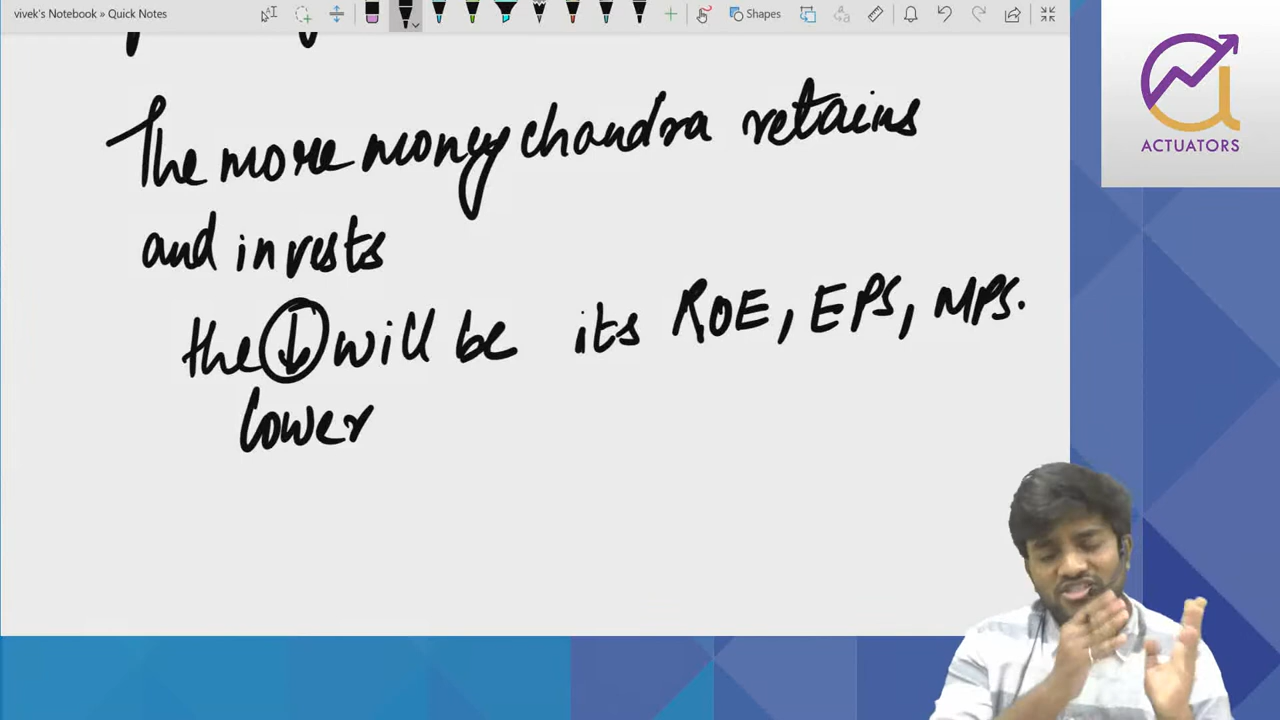 vivek's Notebook » Quick Notes
Shapes
ACTUATORS
The more money chandra retains
and invests
the ↓ will be its ROE, EPS, MPS.
lower